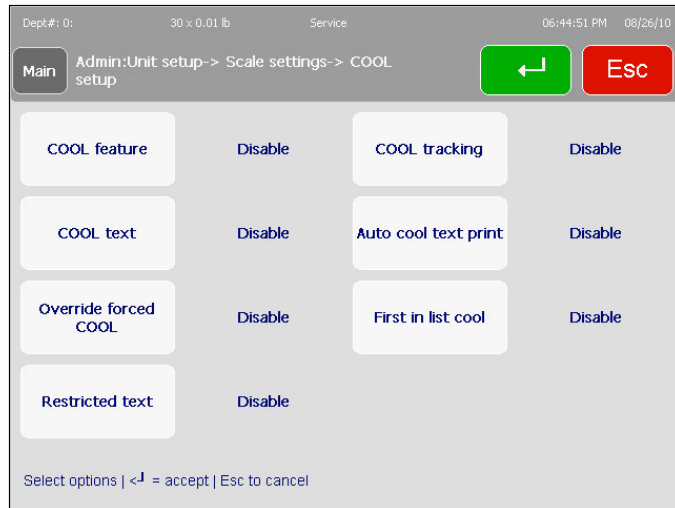 Dept#: 0: 30 x 0.01 lb Service 06:44:51 PM 08/26/10
Main Admin:Unit setup-> Scale settings-> COOL
setup
Esc
COOL feature Disable COOL tracking Disable
COOL text Disable Auto cool text print Disable
Override forced
COOL Disable First in list cool Disable
Restricted text Disable
Select options | <┘ = accept | Esc to cancel